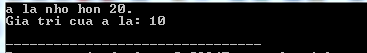 a la nho hon 20.
Gia tri cua a la: 10
--------------------------------